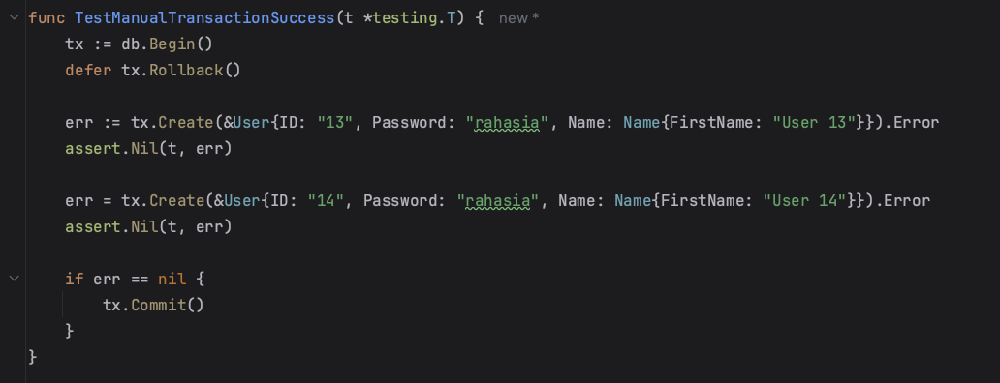 func TestManualTransactionSuccess(t *testing.T) { new *
tx := db.Begin()
defer tx.Rollback()
err := tx.Create(&User{ID: "13", Password: "rahasia", Name: Name{FirstName: "User 13"}}).Error
assert.Nil(t, err)
err = tx.Create(&User{ID: "14", Password: "rahasia", Name: Name{FirstName: "User 14"}}).Error
assert.Nil(t, err)
if err == nil {
tx.Commit()
}
}